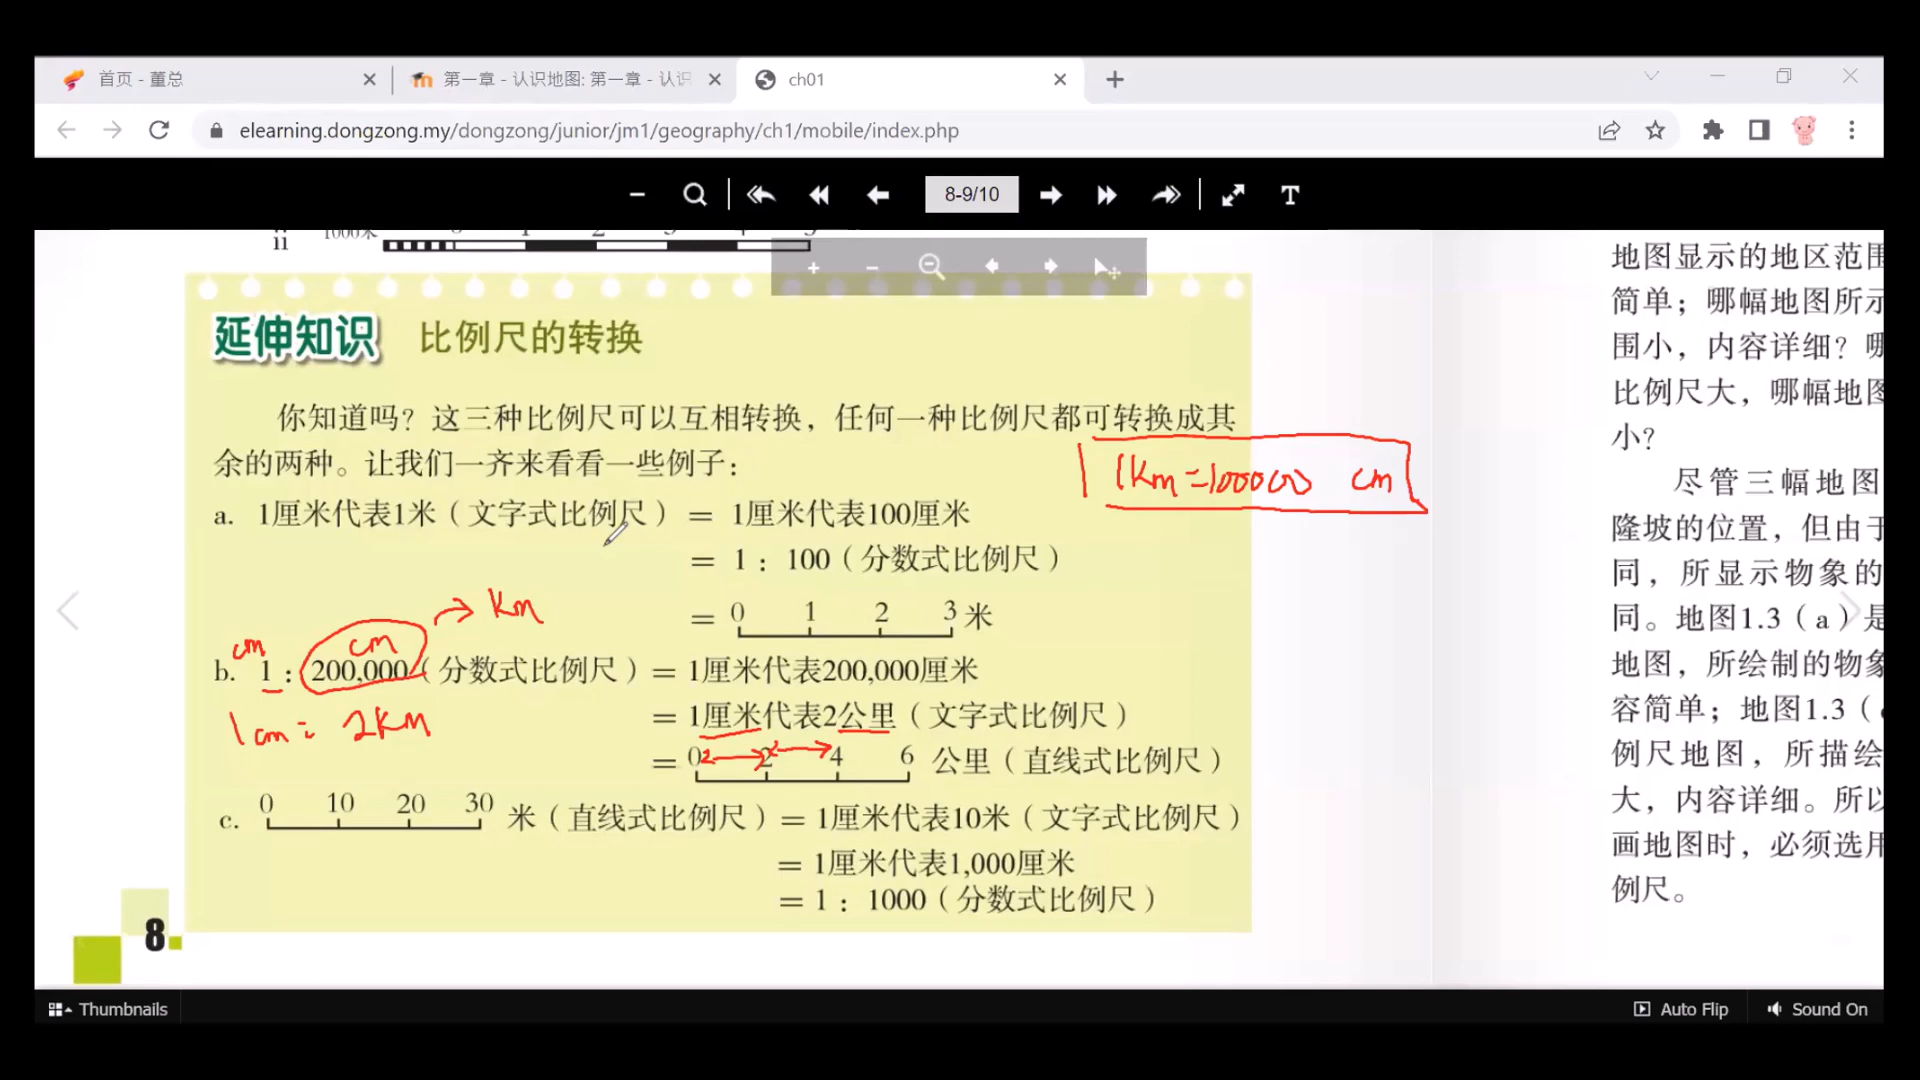 首页 - 董总
第一章 - 认识地图: 第一章 - 认识
ch01
elearning.dongzong.my/dongzong/junior/jm1/geography/ch1/mobile/index.php
8-9/10
ii 1000米
延伸知识 比例尺的转换
你知道吗？这三种比例尺可以互相转换，任何一种比例尺都可转换成其
余的两种。让我们一齐来看看一些例子：
1km=100000 cm
a. 1厘米代表1米（文字式比例尺） = 1厘米代表100厘米
= 1 : 100（分数式比例尺）
km
= 0 1 2 3 米
cm cm
b. 1 : 200,000（分数式比例尺）= 1厘米代表200,000厘米
1cm = 2km
= 1厘米代表2公里（文字式比例尺）
= 0 2 4 6 公里（直线式比例尺）
c. 0 10 20 30 米（直线式比例尺）= 1厘米代表10米（文字式比例尺）
= 1厘米代表1,000厘米
= 1 : 1000（分数式比例尺）
8
地图显示的地区范围
简单；哪幅地图所示
围小，内容详细？哪
比例尺大，哪幅地图
小？
尽管三幅地图
隆坡的位置，但由于
同，所显示物象的
同。地图1.3（a）是
地图，所绘制的物象
容简单；地图1.3（
例尺地图，所描绘
大，内容详细。所以
画地图时，必须选用
例尺。
Thumbnails
Auto Flip
Sound On